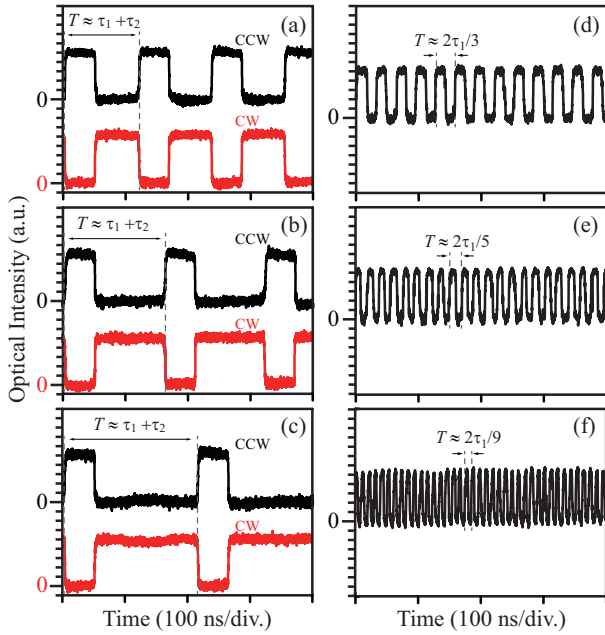 Optical Intensity (a.u.)
(a)
T ≈ τ₁ + τ₂
CCW
0
CW
0
(b)
T ≈ τ₁ + τ₂
CCW
0
CW
0
(c)
T ≈ τ₁ + τ₂
CCW
0
CW
0
Time (100 ns/div.)
(d)
T ≈ 2τ₁/3
0
(e)
T ≈ 2τ₁/5
0
(f)
T ≈ 2τ₁/9
0
Time (100 ns/div.)